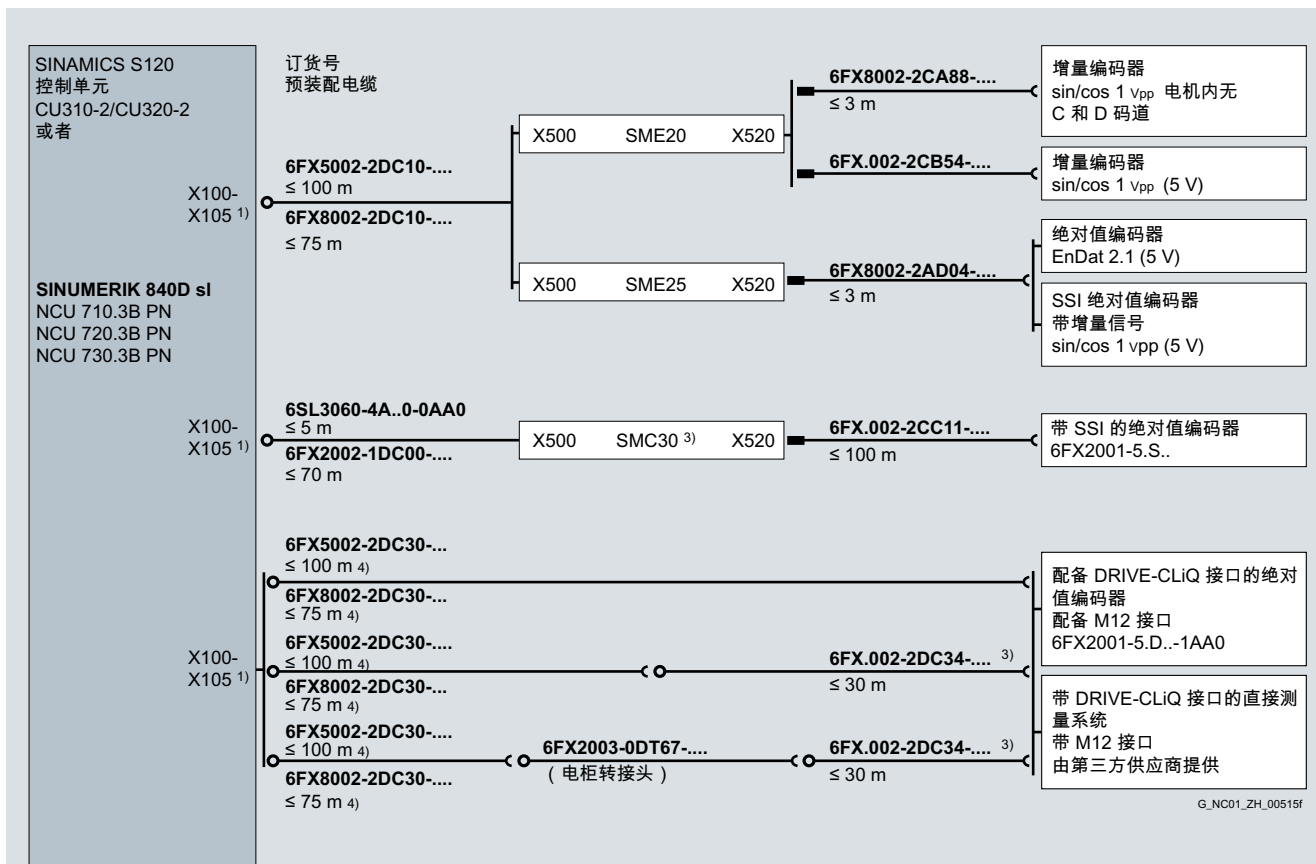 SINAMICS S120
控制单元
CU310-2/CU320-2
或者
订货号
预装配电缆
X100-
X105 1)
6FX5002-2DC10-....
≤ 100 m
6FX8002-2DC10-....
≤ 75 m
X500 SME20 X520
6FX8002-2CA88-....
≤ 3 m
增量编码器
sin/cos 1 Vpp 电机内无
C 和 D 码道
6FX.002-2CB54-....
增量编码器
sin/cos 1 Vpp (5 V)
X500 SME25 X520
6FX8002-2AD04-....
≤ 3 m
绝对值编码器
EnDat 2.1 (5 V)
SSI 绝对值编码器
带增量信号
sin/cos 1 Vpp (5 V)
SINUMERIK 840D sl
NCU 710.3B PN
NCU 720.3B PN
NCU 730.3B PN
X100-
X105 1)
6SL3060-4A..0-0AA0
≤ 5 m
6FX2002-1DC00-....
≤ 70 m
X500 SMC30 3) X520
6FX.002-2CC11-....
≤ 100 m
带 SSI 的绝对值编码器
6FX2001-5.S..
X100-
X105 1)
6FX5002-2DC30-...
≤ 100 m 4)
6FX8002-2DC30-....
≤ 75 m 4)
6FX5002-2DC30-....
≤ 100 m 4)
6FX8002-2DC30-...
≤ 75 m 4)
6FX.002-2DC34-.... 3)
≤ 30 m
6FX5002-2DC30-....
≤ 100 m 4)
6FX8002-2DC30-....
≤ 75 m 4)
6FX2003-0DT67-....
（电柜转接头）
6FX.002-2DC34-.... 3)
≤ 30 m
配备 DRIVE-CLiQ 接口的绝对
值编码器
配备 M12 接口
6FX2001-5.D..-1AA0
带 DRIVE-CLiQ 接口的直接测
量系统
带 M12 接口
由第三方供应商提供
G_NC01_ZH_00515f